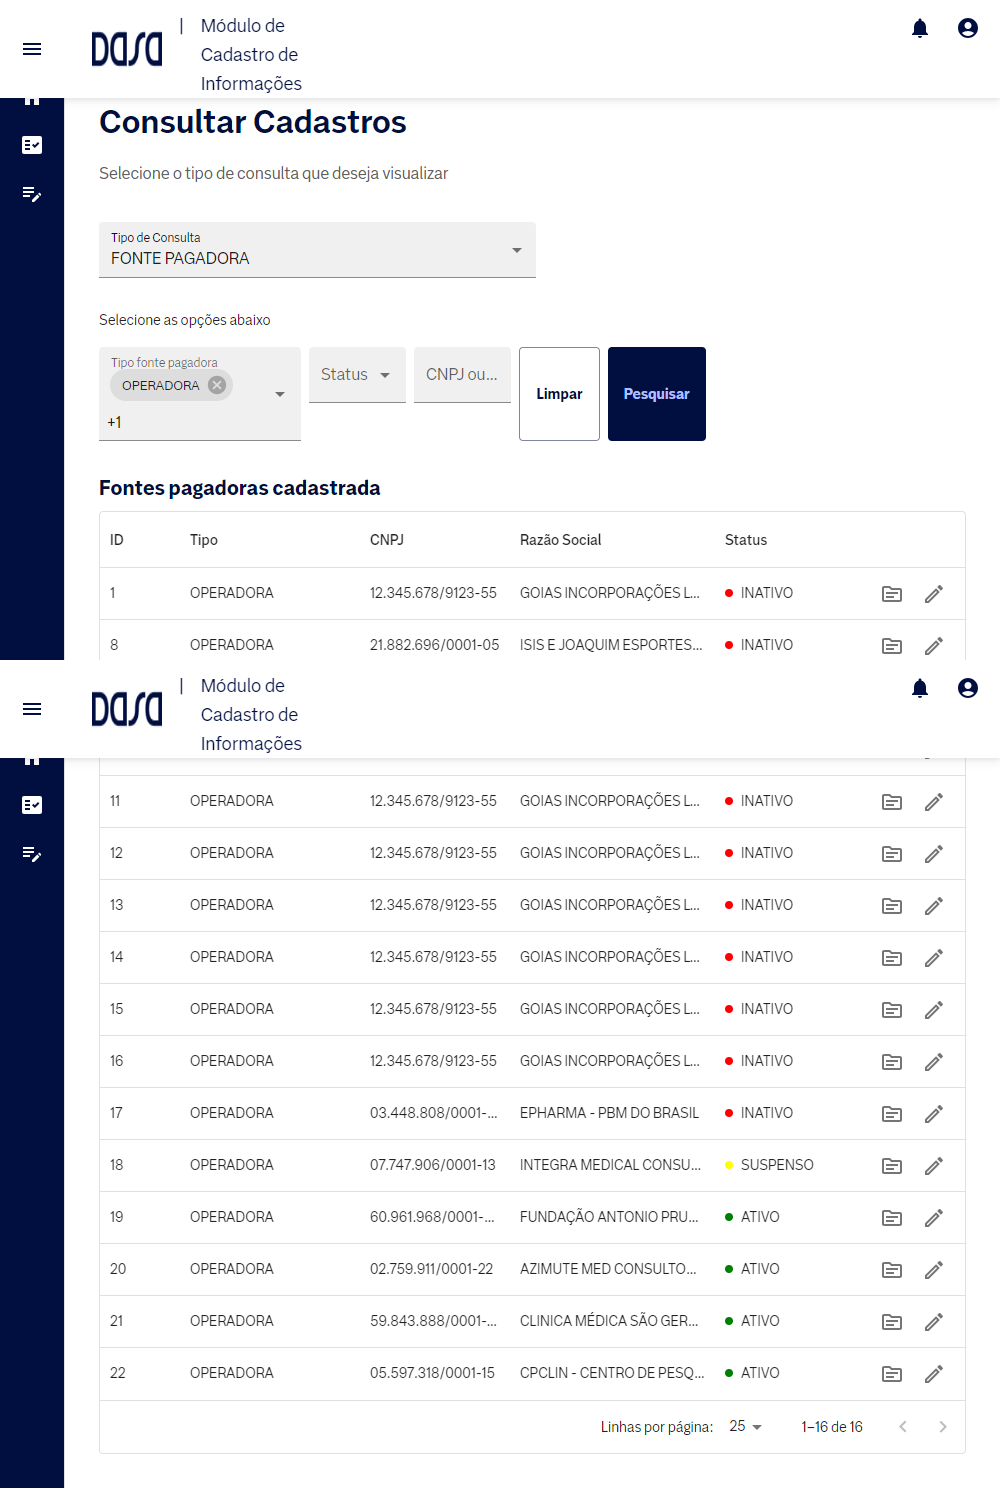 Dasa | Módulo de
Cadastro de
Informações
Consultar Cadastros
Selecione o tipo de consulta que deseja visualizar
Tipo de Consulta
FONTE PAGADORA
Selecione as opções abaixo
Tipo fonte pagadora
OPERADORA
+1
Status
CNPJ ou...
Limpar
Pesquisar
Fontes pagadoras cadastrada
ID Tipo CNPJ Razão Social Status
1 OPERADORA 12.345.678/9123-55 GOIAS INCORPORAÇÕES L... INATIVO
8 OPERADORA 21.882.696/0001-05 ISIS E JOAQUIM ESPORTES... INATIVO
Dasa | Módulo de
Cadastro de
Informações
11 OPERADORA 12.345.678/9123-55 GOIAS INCORPORAÇÕES L... INATIVO
12 OPERADORA 12.345.678/9123-55 GOIAS INCORPORAÇÕES L... INATIVO
13 OPERADORA 12.345.678/9123-55 GOIAS INCORPORAÇÕES L... INATIVO
14 OPERADORA 12.345.678/9123-55 GOIAS INCORPORAÇÕES L... INATIVO
15 OPERADORA 12.345.678/9123-55 GOIAS INCORPORAÇÕES L... INATIVO
16 OPERADORA 12.345.678/9123-55 GOIAS INCORPORAÇÕES L... INATIVO
17 OPERADORA 03.448.808/0001-... EPHARMA - PBM DO BRASIL INATIVO
18 OPERADORA 07.747.906/0001-13 INTEGRA MEDICAL CONSU... SUSPENSO
19 OPERADORA 60.961.968/0001-... FUNDAÇÃO ANTONIO PRU... ATIVO
20 OPERADORA 02.759.911/0001-22 AZIMUTE MED CONSULTO... ATIVO
21 OPERADORA 59.843.888/0001-... CLINICA MÉDICA SÃO GER... ATIVO
22 OPERADORA 05.597.318/0001-15 CPCLIN - CENTRO DE PESQ... ATIVO
Linhas por página: 25 1–16 de 16